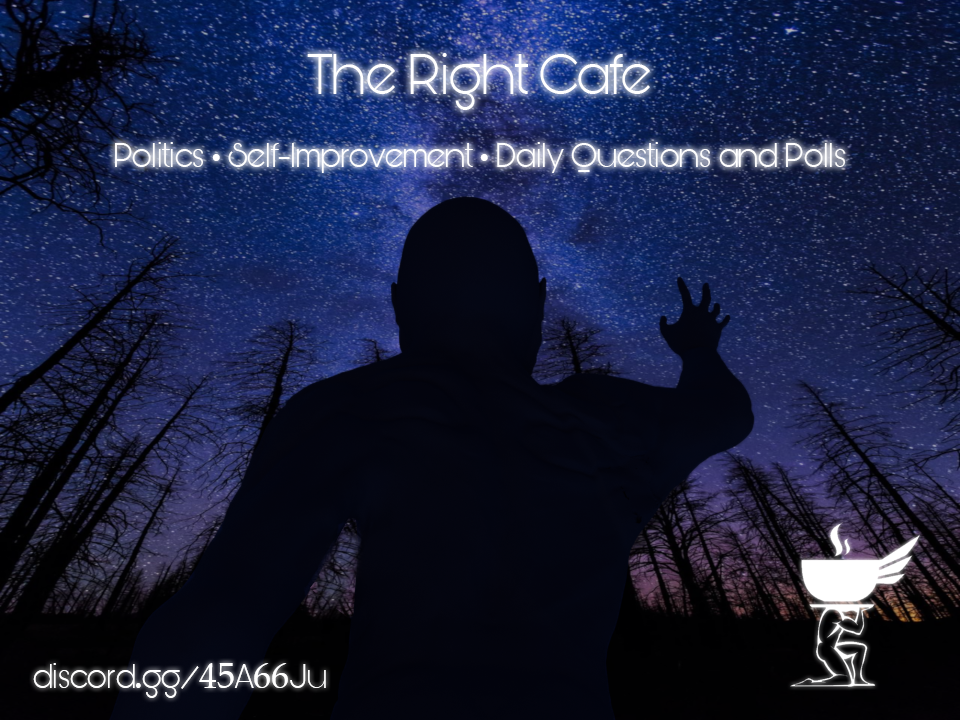 The Right Cafe
Politics • Self-Improvement • Daily Questions and Polls
discord.gg/45A66Ju